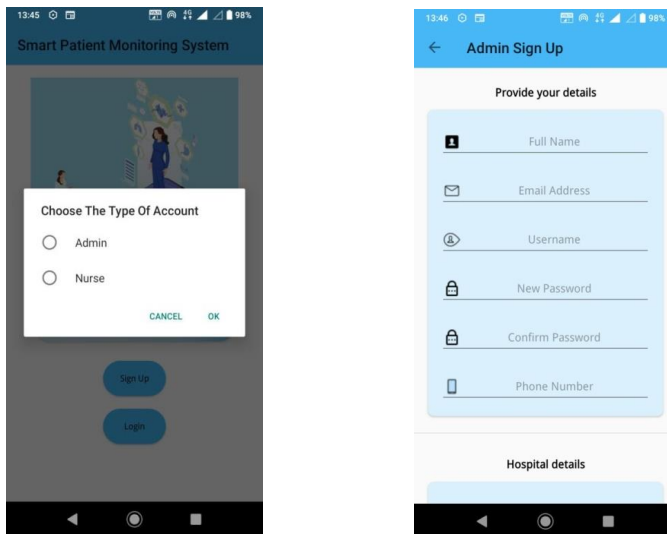 13:45
4G
98%
Smart Patient Monitoring System
Choose The Type Of Account
Admin
Nurse
CANCEL
OK
Sign Up
Login
13:46
4G
98%
Admin Sign Up
Provide your details
Full Name
Email Address
Username
New Password
Confirm Password
Phone Number
Hospital details